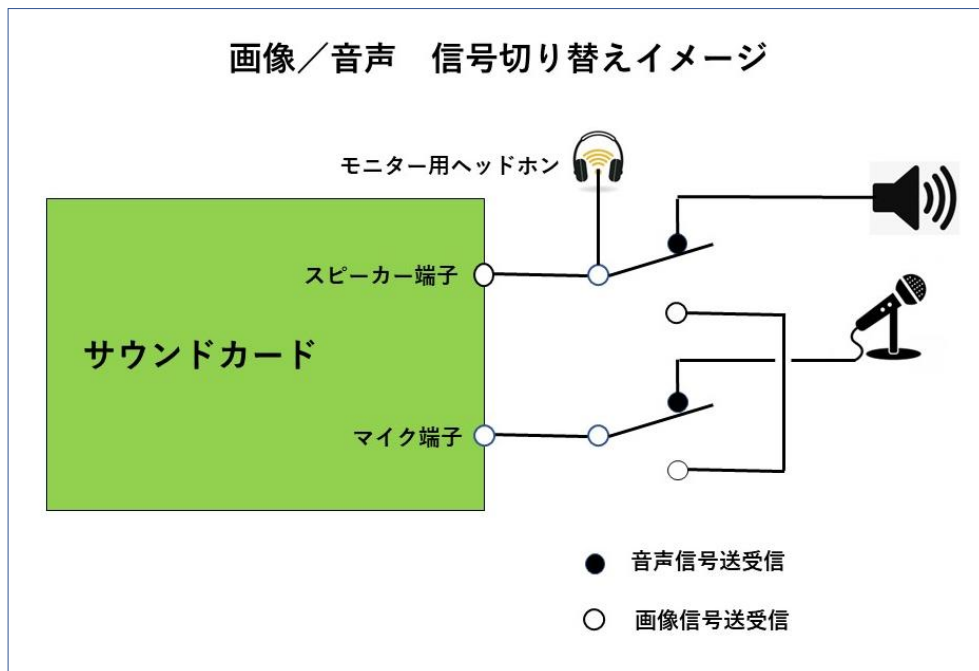 画像／音声　信号切り替えイメージ
モニター用ヘッドホン
スピーカー端子
サウンドカード
マイク端子
音声信号送受信
画像信号送受信